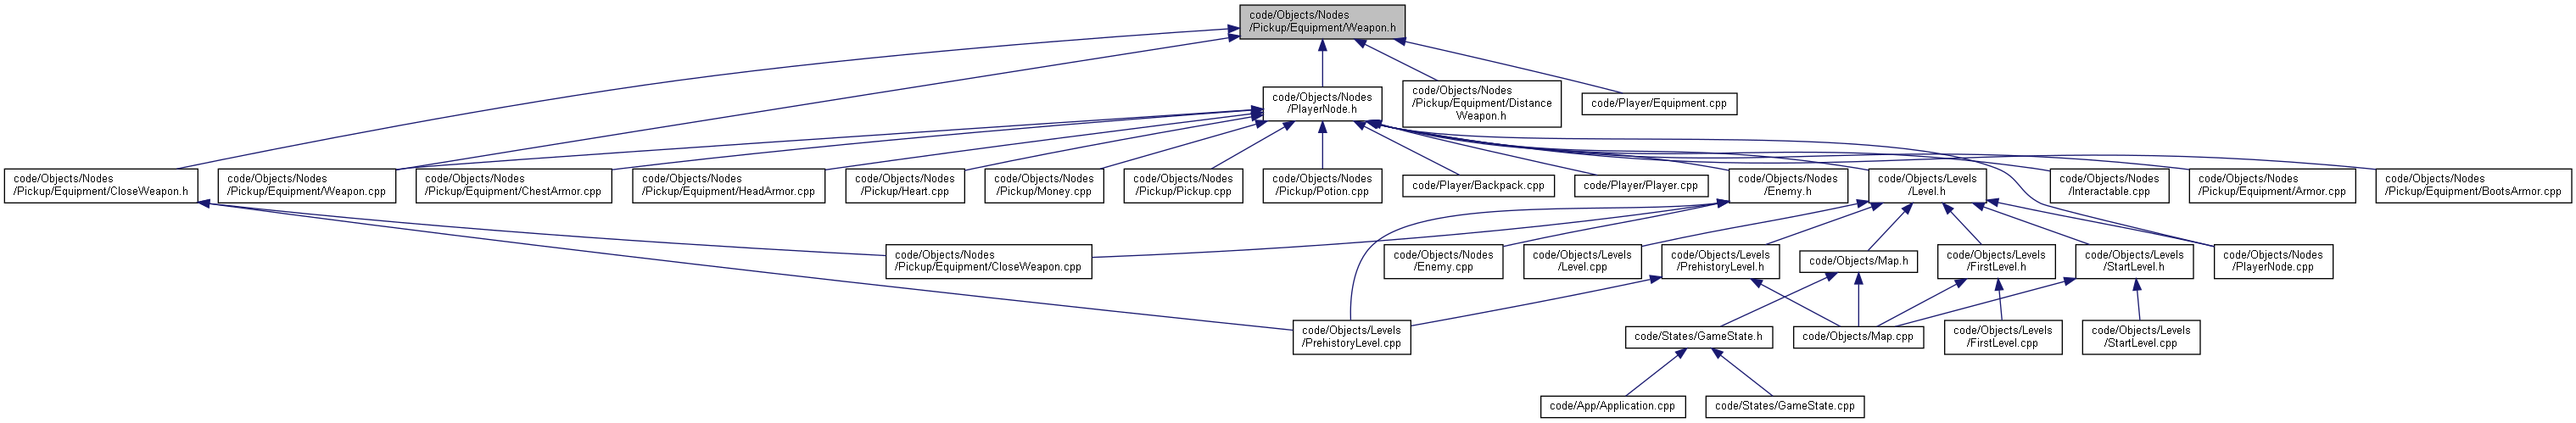 code/Objects/Nodes
/Pickup/Equipment/Weapon.h
code/Objects/Nodes
/PlayerNode.h
code/Objects/Nodes
/Pickup/Equipment/Distance
Weapon.h
code/Player/Equipment.cpp
code/Objects/Nodes
/Pickup/Equipment/CloseWeapon.h
code/Objects/Nodes
/Pickup/Equipment/Weapon.cpp
code/Objects/Nodes
/Pickup/Equipment/ChestArmor.cpp
code/Objects/Nodes
/Pickup/Equipment/HeadArmor.cpp
code/Objects/Nodes
/Pickup/Heart.cpp
code/Objects/Nodes
/Pickup/Money.cpp
code/Objects/Nodes
/Pickup/Pickup.cpp
code/Objects/Nodes
/Pickup/Potion.cpp
code/Player/Backpack.cpp
code/Player/Player.cpp
code/Objects/Nodes
/Enemy.h
code/Objects/Levels
/Level.h
code/Objects/Nodes
/Interactable.cpp
code/Objects/Nodes
/Pickup/Equipment/Armor.cpp
code/Objects/Nodes
/Pickup/Equipment/BootsArmor.cpp
code/Objects/Nodes
/Pickup/Equipment/CloseWeapon.cpp
code/Objects/Nodes
/Enemy.cpp
code/Objects/Levels
/Level.cpp
code/Objects/Levels
/PrehistoryLevel.h
code/Objects/Map.h
code/Objects/Levels
/FirstLevel.h
code/Objects/Levels
/StartLevel.h
code/Objects/Nodes
/PlayerNode.cpp
code/Objects/Levels
/PrehistoryLevel.cpp
code/States/GameState.h
code/Objects/Map.cpp
code/Objects/Levels
/FirstLevel.cpp
code/Objects/Levels
/StartLevel.cpp
code/App/Application.cpp
code/States/GameState.cpp